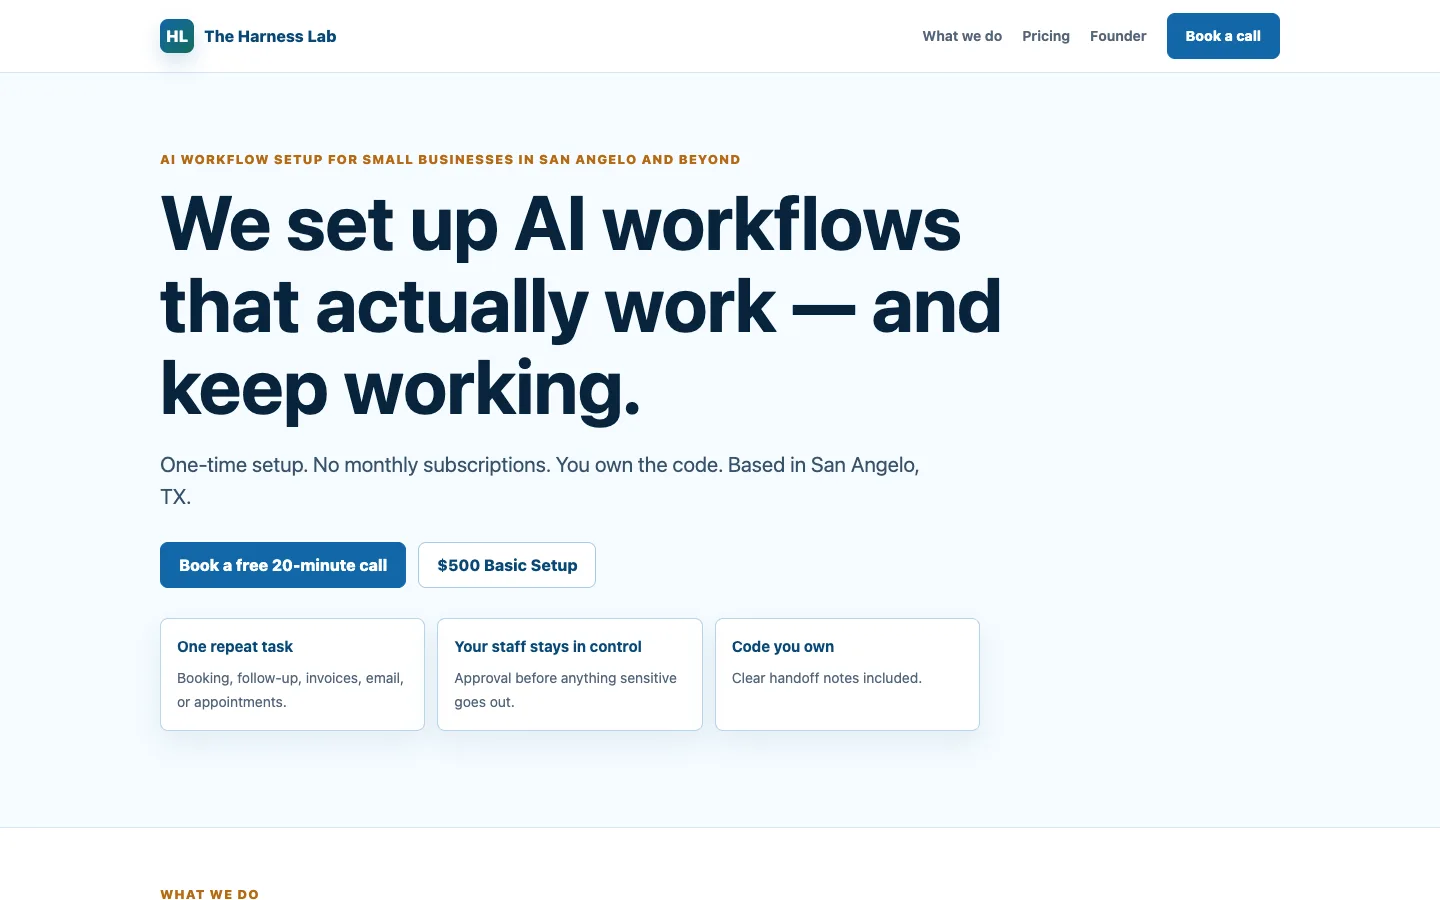 HL The Harness Lab
What we do
Pricing
Founder
Book a call
AI WORKFLOW SETUP FOR SMALL BUSINESSES IN SAN ANGELO AND BEYOND
We set up AI workflows
that actually work — and
keep working.
One-time setup. No monthly subscriptions. You own the code. Based in San Angelo,
TX.
Book a free 20-minute call
$500 Basic Setup
One repeat task
Booking, follow-up, invoices, email,
or appointments.
Your staff stays in control
Approval before anything sensitive
goes out.
Code you own
Clear handoff notes included.
WHAT WE DO